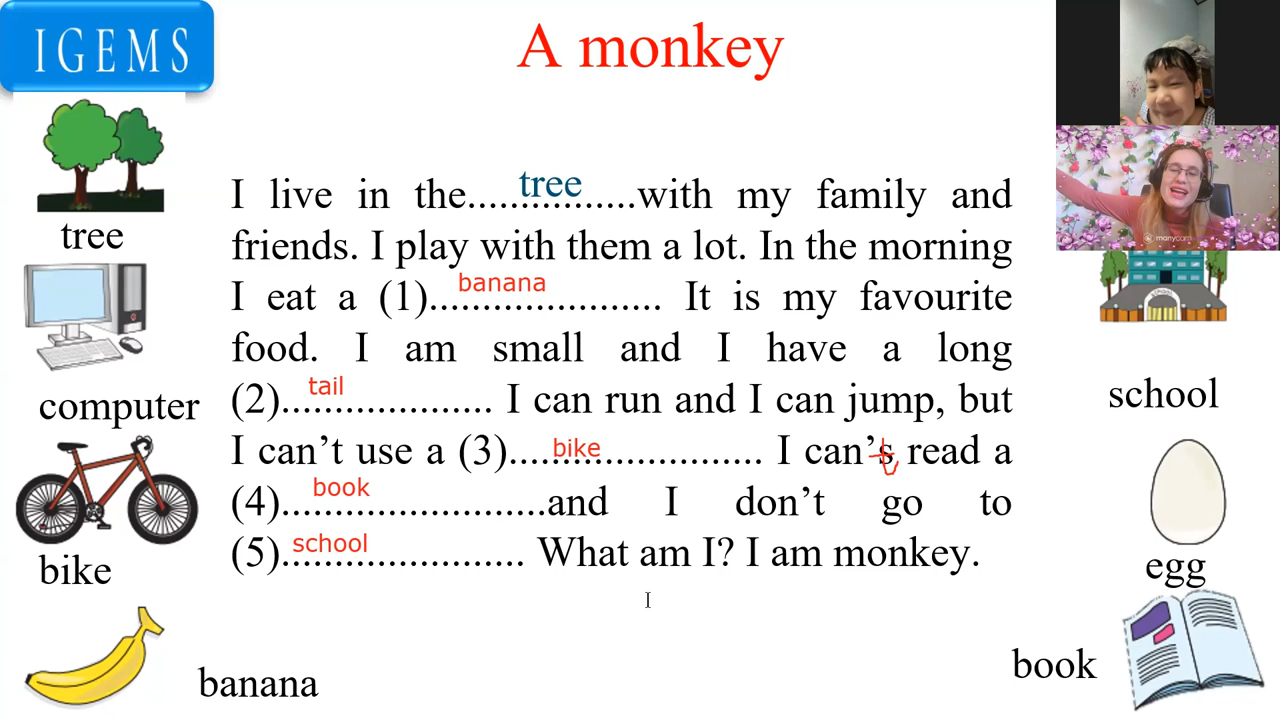 IGEMS
A monkey
I live in the......tree......with my family and
friends. I play with them a lot. In the morning
I eat a (1)......banana...... It is my favourite
food. I am small and I have a long
(2)......tail...... I can run and I can jump, but
I can't use a (3)......bike...... I can's t read a
(4)......book......and I don't go to
(5)......school...... What am I? I am monkey.
tree
computer
bike
banana
SCHOOL
school
egg
book
manycam